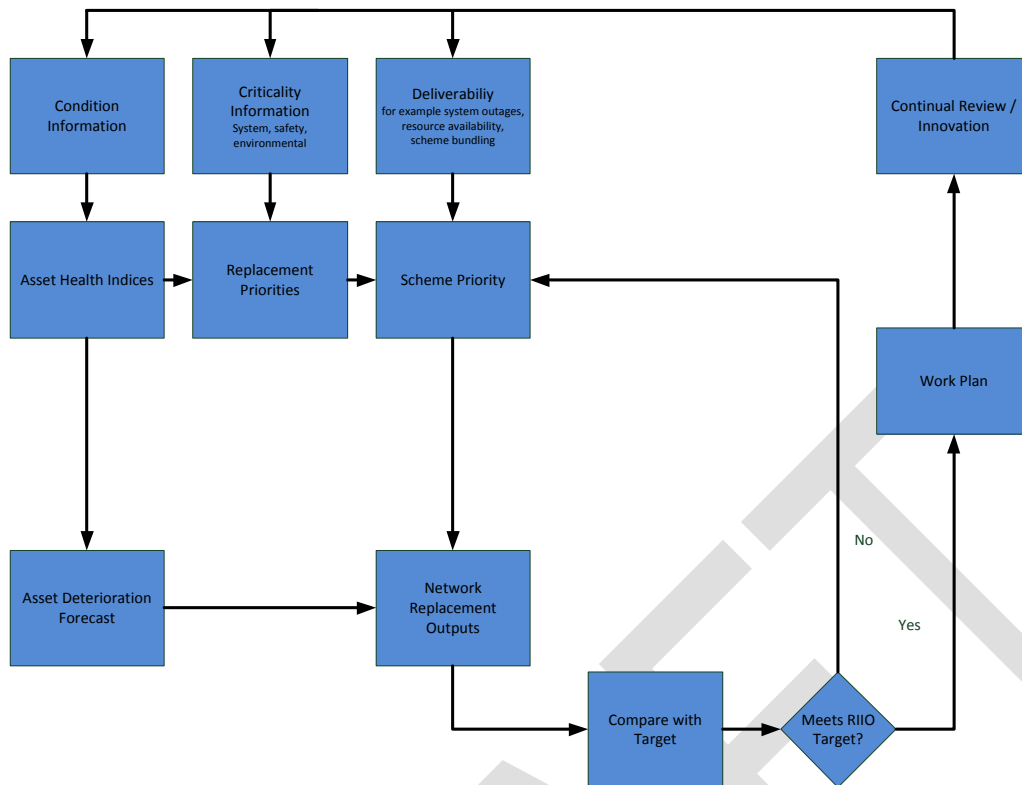 Condition
Information
Criticality
Information
System, safety,
environmental
Deliverabiliy
for example system outages,
resource availability,
scheme bundling
Continual Review /
Innovation
Asset Health Indices
Replacement
Priorities
Scheme Priority
Work Plan
No
Asset Deterioration
Forecast
Network
Replacement
Outputs
Yes
Compare with
Target
Meets RIIO
Target?